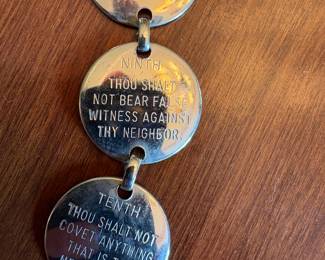 NINTH
THOU SHALT
NOT BEAR FALSE
WITNESS AGAINST
THY NEIGHBOR.
TENTH
THOU SHALT NOT
COVET ANYTHING
THAT IS